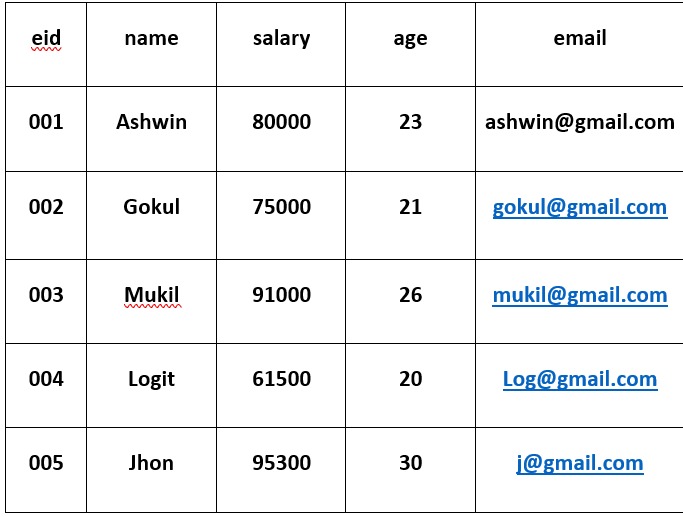 eid name salary age email
001 Ashwin 80000 23 ashwin@gmail.com
002 Gokul 75000 21 gokul@gmail.com
003 Mukil 91000 26 mukil@gmail.com
004 Logit 61500 20 Log@gmail.com
005 Jhon 95300 30 j@gmail.com